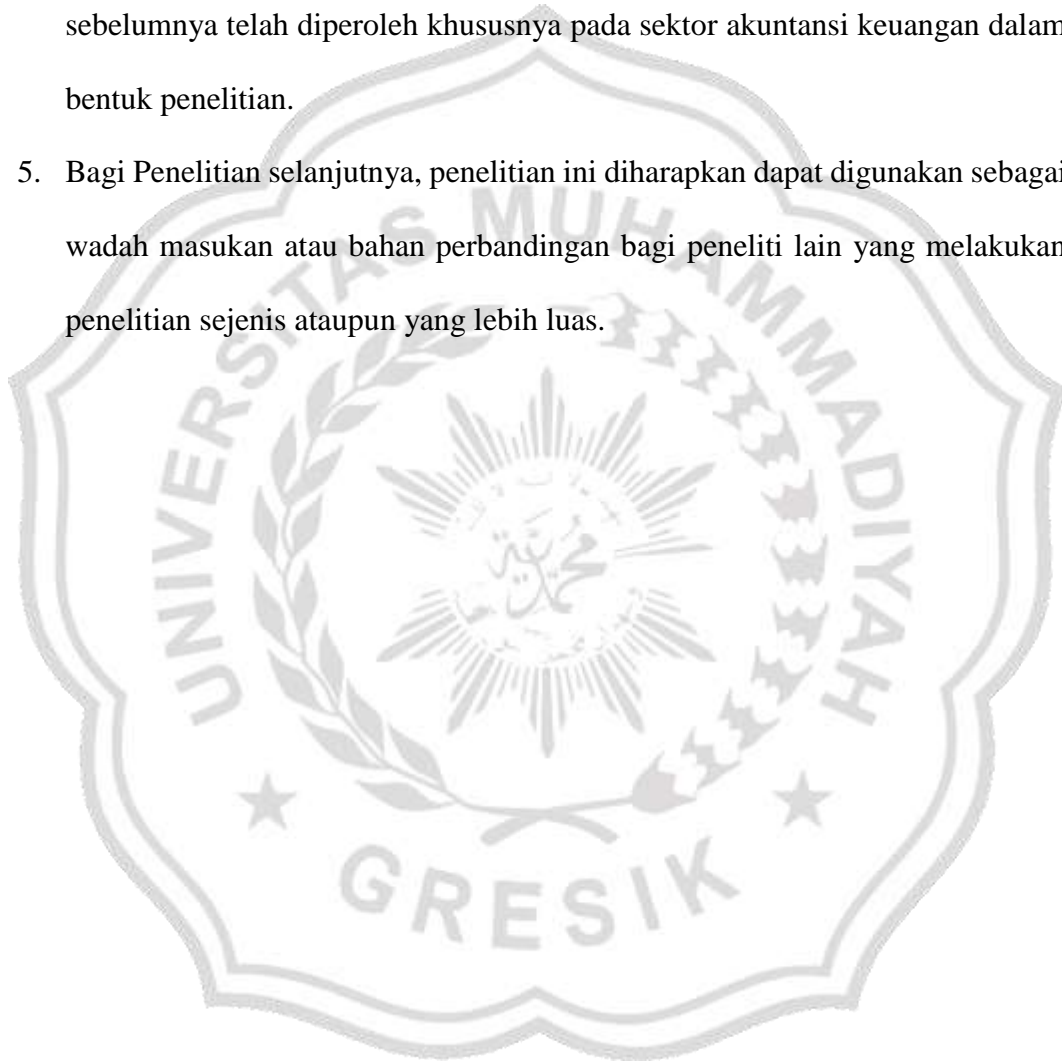 sebelumnya telah diperoleh khususnya pada sektor akuntansi keuangan dalam
bentuk penelitian.
5. Bagi Penelitian selanjutnya, penelitian ini diharapkan dapat digunakan sebagai
wadah masukan atau bahan perbandingan bagi peneliti lain yang melakukan
penelitian sejenis ataupun yang lebih luas.
UNIVERSITAS MUHAMMADIYAH
GRESIK